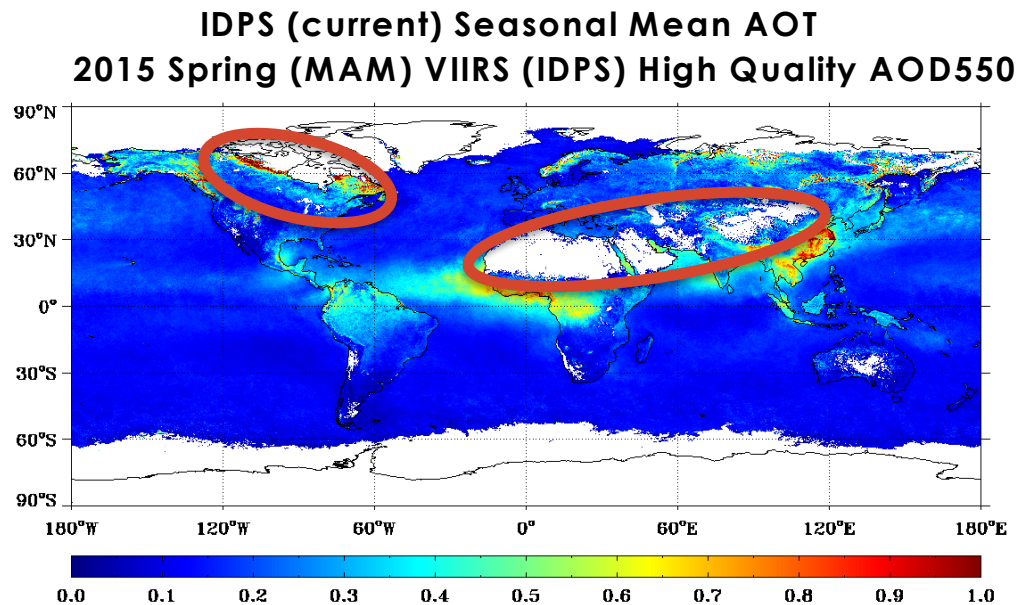 IDPS (current) Seasonal Mean AOT
2015 Spring (MAM) VIIRS (IDPS) High Quality AOD550
90°N
60°N
30°N
0°
30°S
60°S
90°S
180°W 120°W 60°W 0° 60°E 120°E 180°E
0.0 0.1 0.2 0.3 0.4 0.5 0.6 0.7 0.8 0.9 1.0